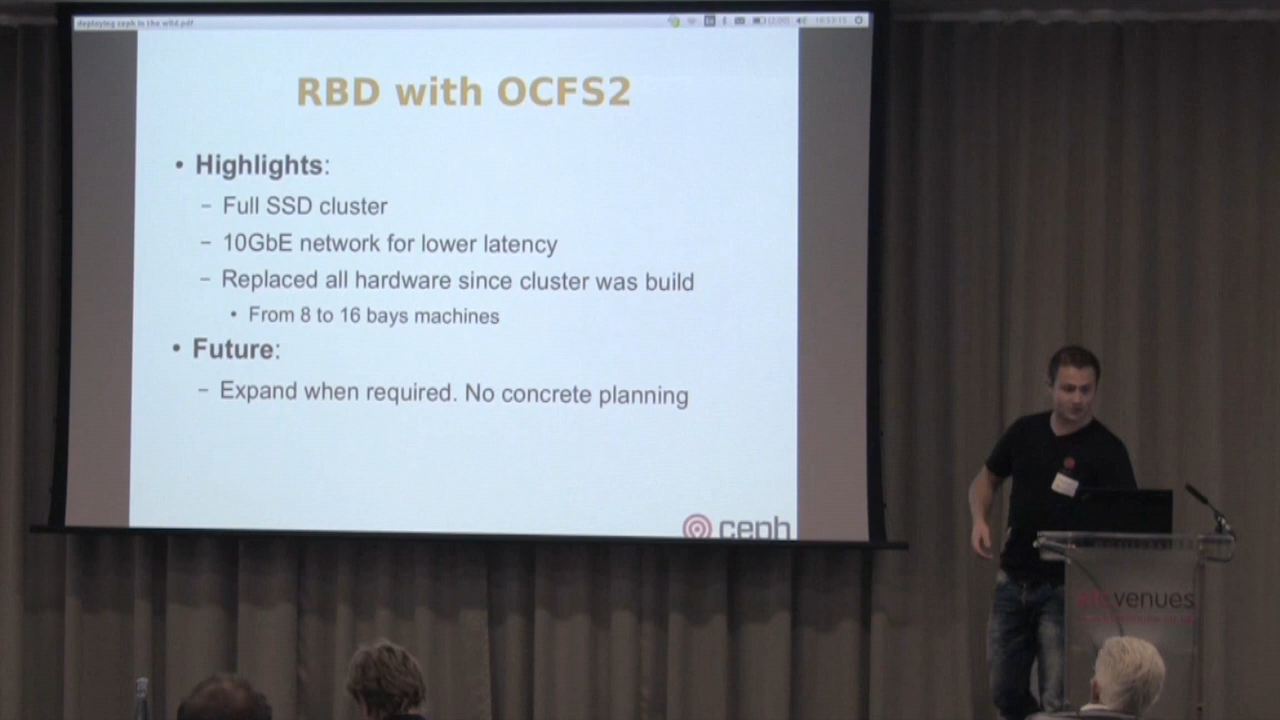 deploying ceph in the wild.pdf
RBD with OCFS2
• Highlights:
– Full SSD cluster
– 10GbE network for lower latency
– Replaced all hardware since cluster was build
• From 8 to 16 bays machines
• Future:
– Expand when required. No concrete planning
ceph
venues